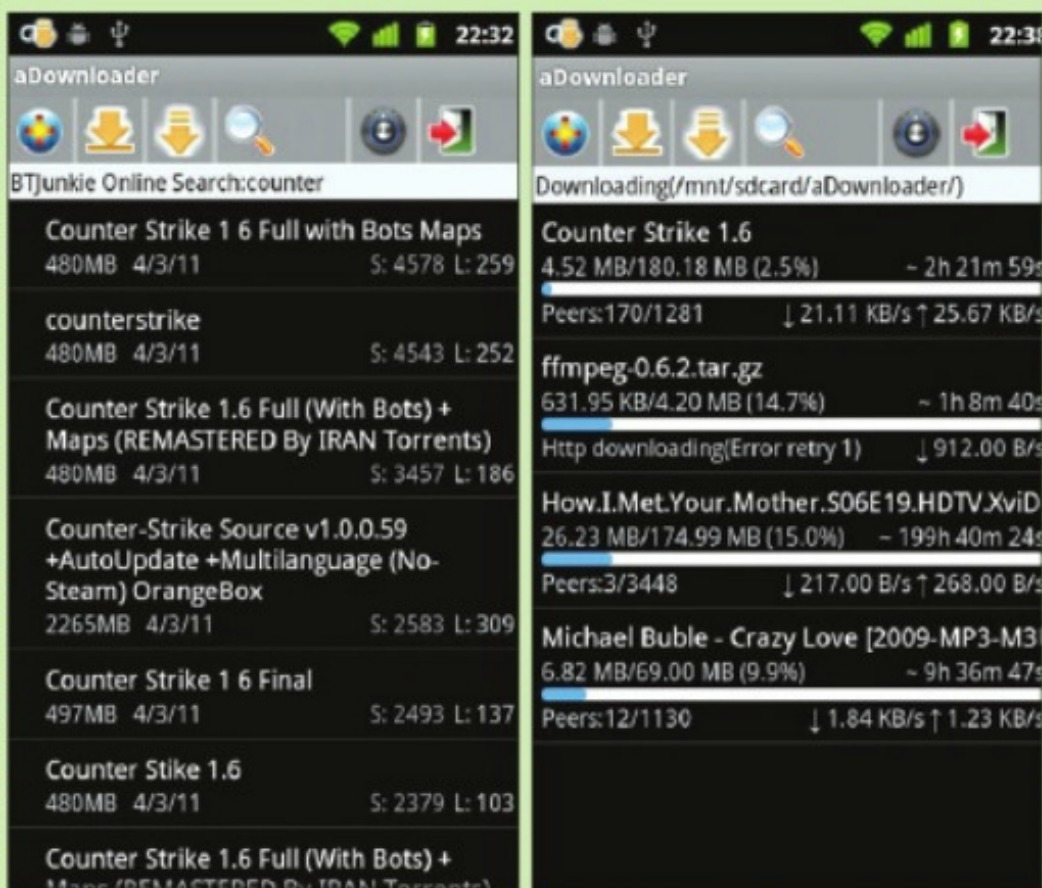 22:32
aDownloader
BTJunkie Online Search:counter
Counter Strike 1 6 Full with Bots Maps
480MB 4/3/11 S: 4578 L: 259
counterstrike
480MB 4/3/11 S: 4543 L: 252
Counter Strike 1.6 Full (With Bots) +
Maps (REMASTERED By IRAN Torrents)
480MB 4/3/11 S: 3457 L: 186
Counter-Strike Source v1.0.0.59
+AutoUpdate +Multilanguage (No-
Steam) OrangeBox
2265MB 4/3/11 S: 2583 L: 309
Counter Strike 1 6 Final
497MB 4/3/11 S: 2493 L: 137
Counter Stike 1.6
480MB 4/3/11 S: 2379 L: 103
Counter Strike 1.6 Full (With Bots) +
Maps (REMASTERED By IRAN Torrents)
22:38
aDownloader
Downloading(/mnt/sdcard/aDownloader/)
Counter Strike 1.6
4.52 MB/180.18 MB (2.5%) ~ 2h 21m 59s
Peers:170/1281 ↓ 21.11 KB/s ↑ 25.67 KB/s
ffmpeg-0.6.2.tar.gz
631.95 KB/4.20 MB (14.7%) ~ 1h 8m 40s
Http downloading(Error retry 1) ↓ 912.00 B/s
How.I.Met.Your.Mother.S06E19.HDTV.XviD
26.23 MB/174.99 MB (15.0%) ~ 199h 40m 24s
Peers:3/3448 ↓ 217.00 B/s ↑ 268.00 B/s
Michael Buble - Crazy Love [2009-MP3-M3
6.82 MB/69.00 MB (9.9%) ~ 9h 36m 47s
Peers:12/1130 ↓ 1.84 KB/s ↑ 1.23 KB/s